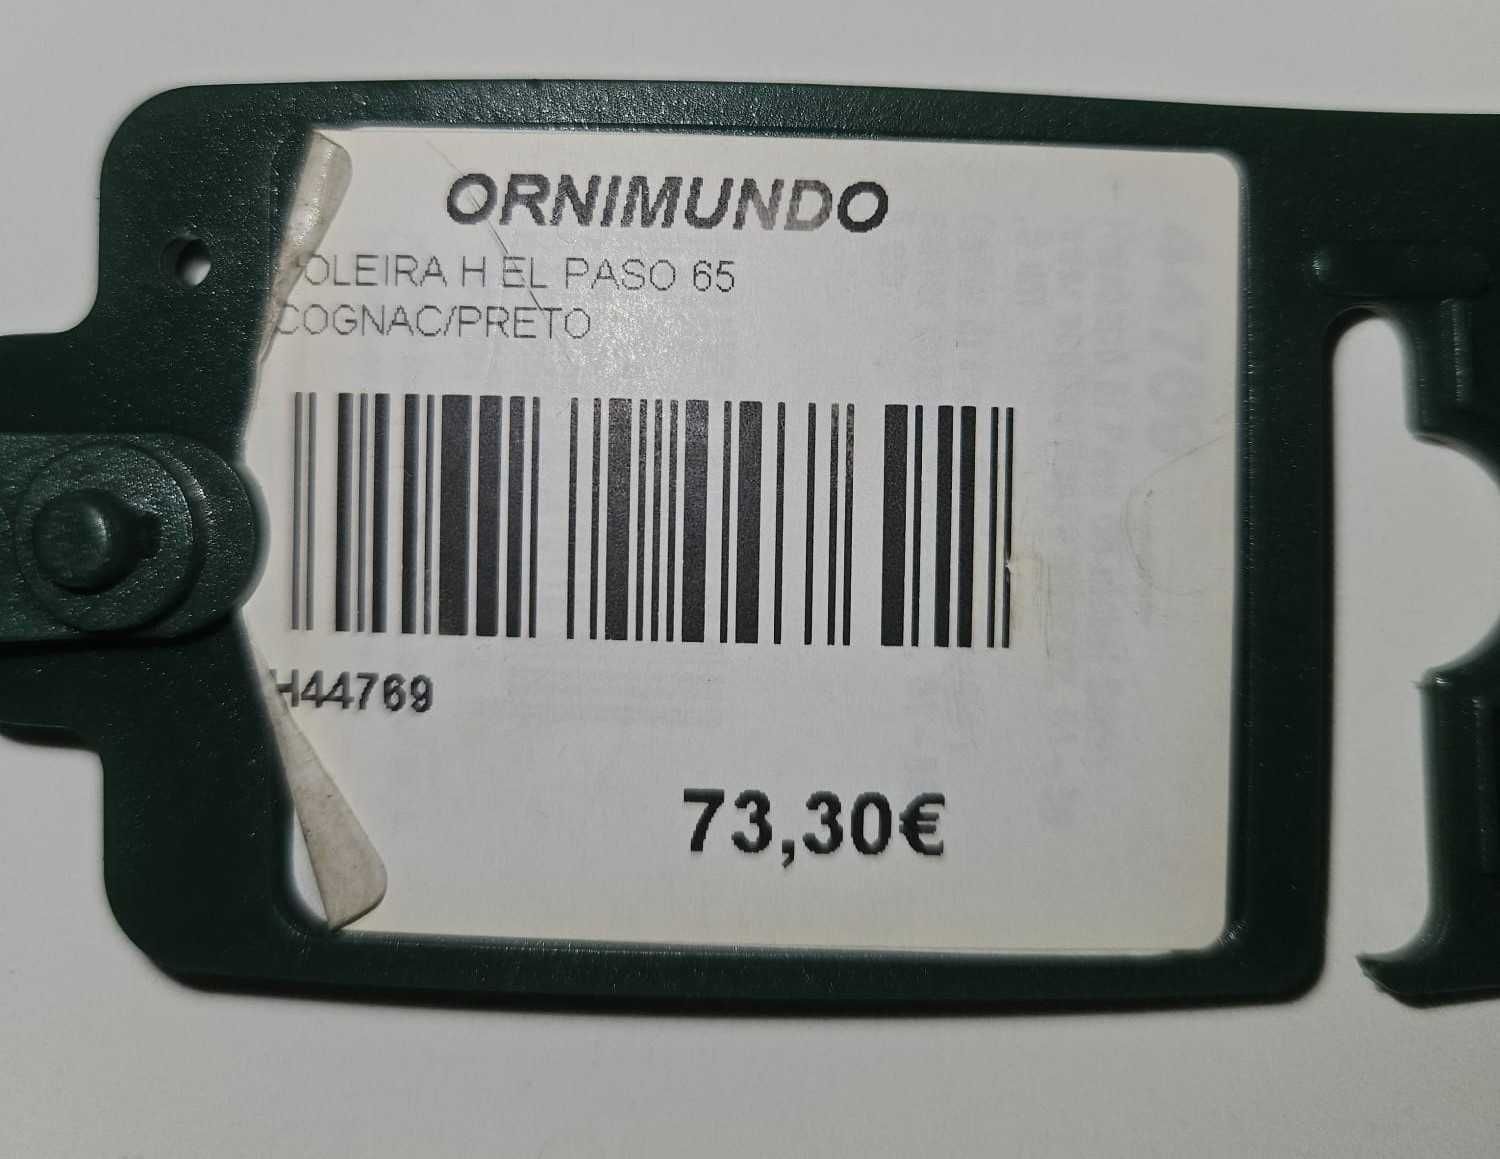 ORNIMUNDO
OLEIRA H EL PASO 65
COGNAC/PRETO
H44769
73,30€